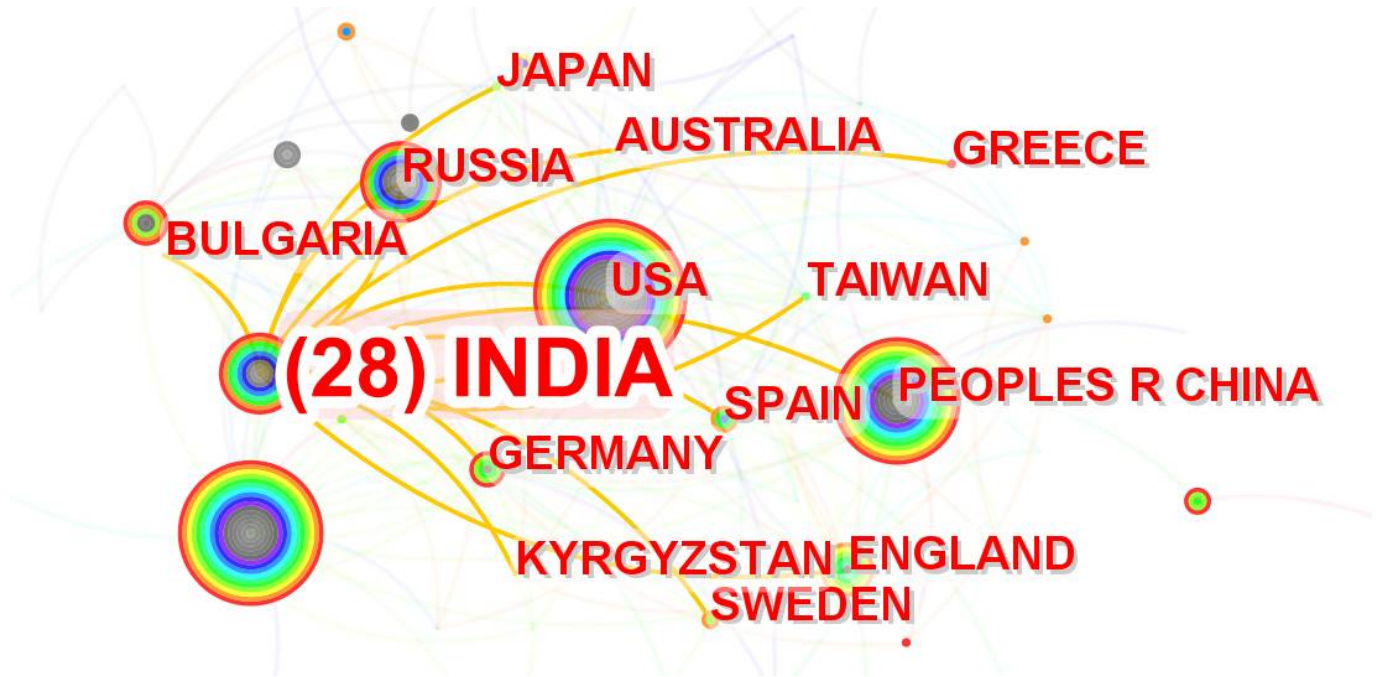 JAPAN
AUSTRALIA
GREECE
RUSSIA
BULGARIA
USA
TAIWAN
(28) INDIA
PEOPLES R CHINA
SPAIN
GERMANY
KYRGYZSTAN
ENGLAND
SWEDEN